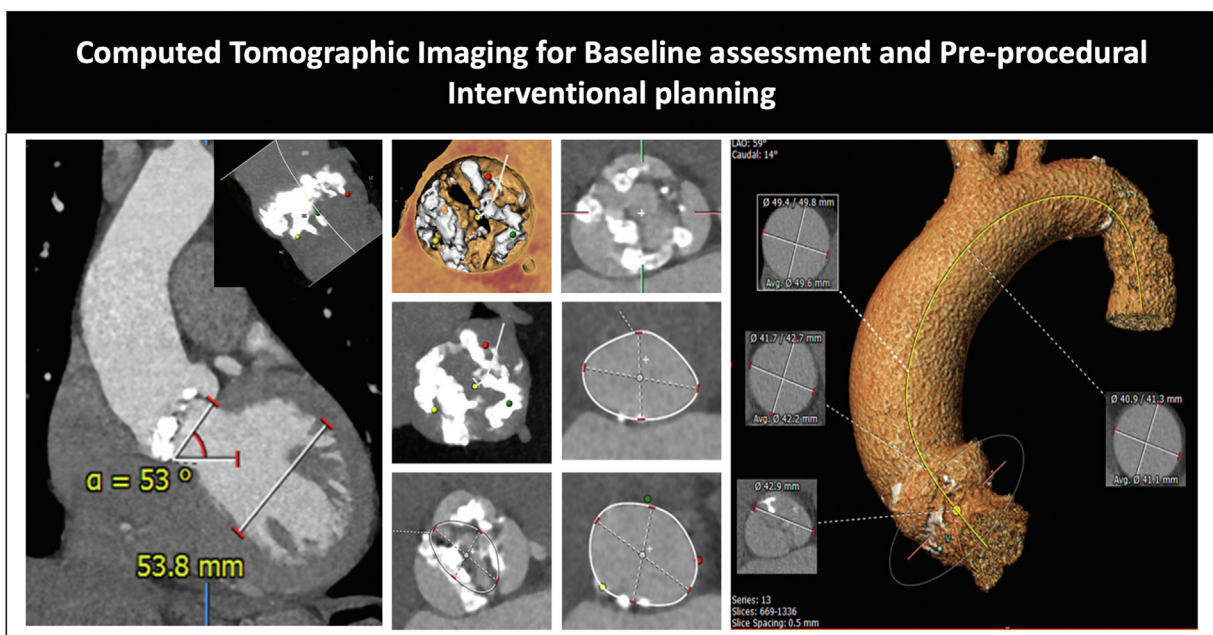 Computed Tomographic Imaging for Baseline assessment and Pre-procedural
Interventional planning
a = 53 °
53.8 mm
LAO: 59°
Caudal: 14°
Ø 49.4 / 49.8 mm
Avg. Ø 49.6 mm
Ø 41.7 / 42.7 mm
Avg. Ø 42.2 mm
Ø 40.9 / 41.3 mm
Avg. Ø 41.1 mm
Ø 42.9 mm
Series: 13
Slices: 669-1336
Slice Spacing: 0.5 mm